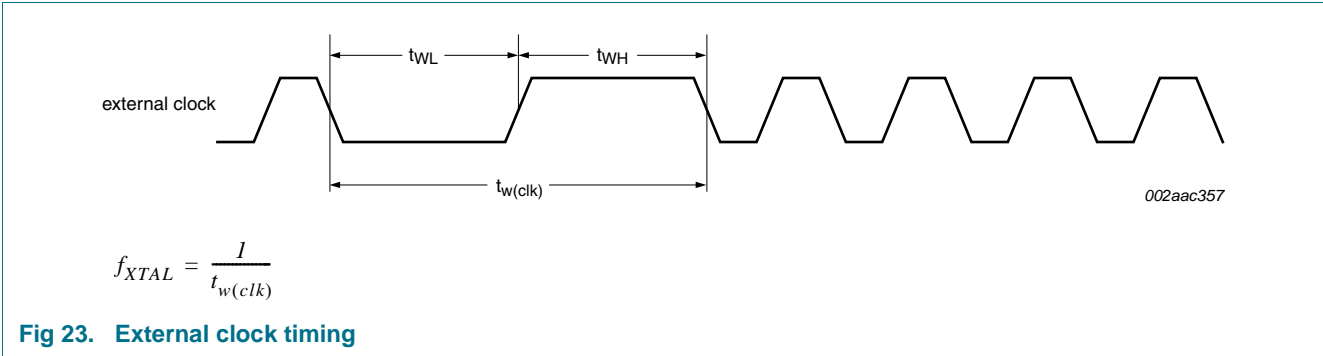 tWL
tWH
external clock
tw(clk)
002aac357
fXTAL = 1 / tw(clk)
Fig 23. External clock timing